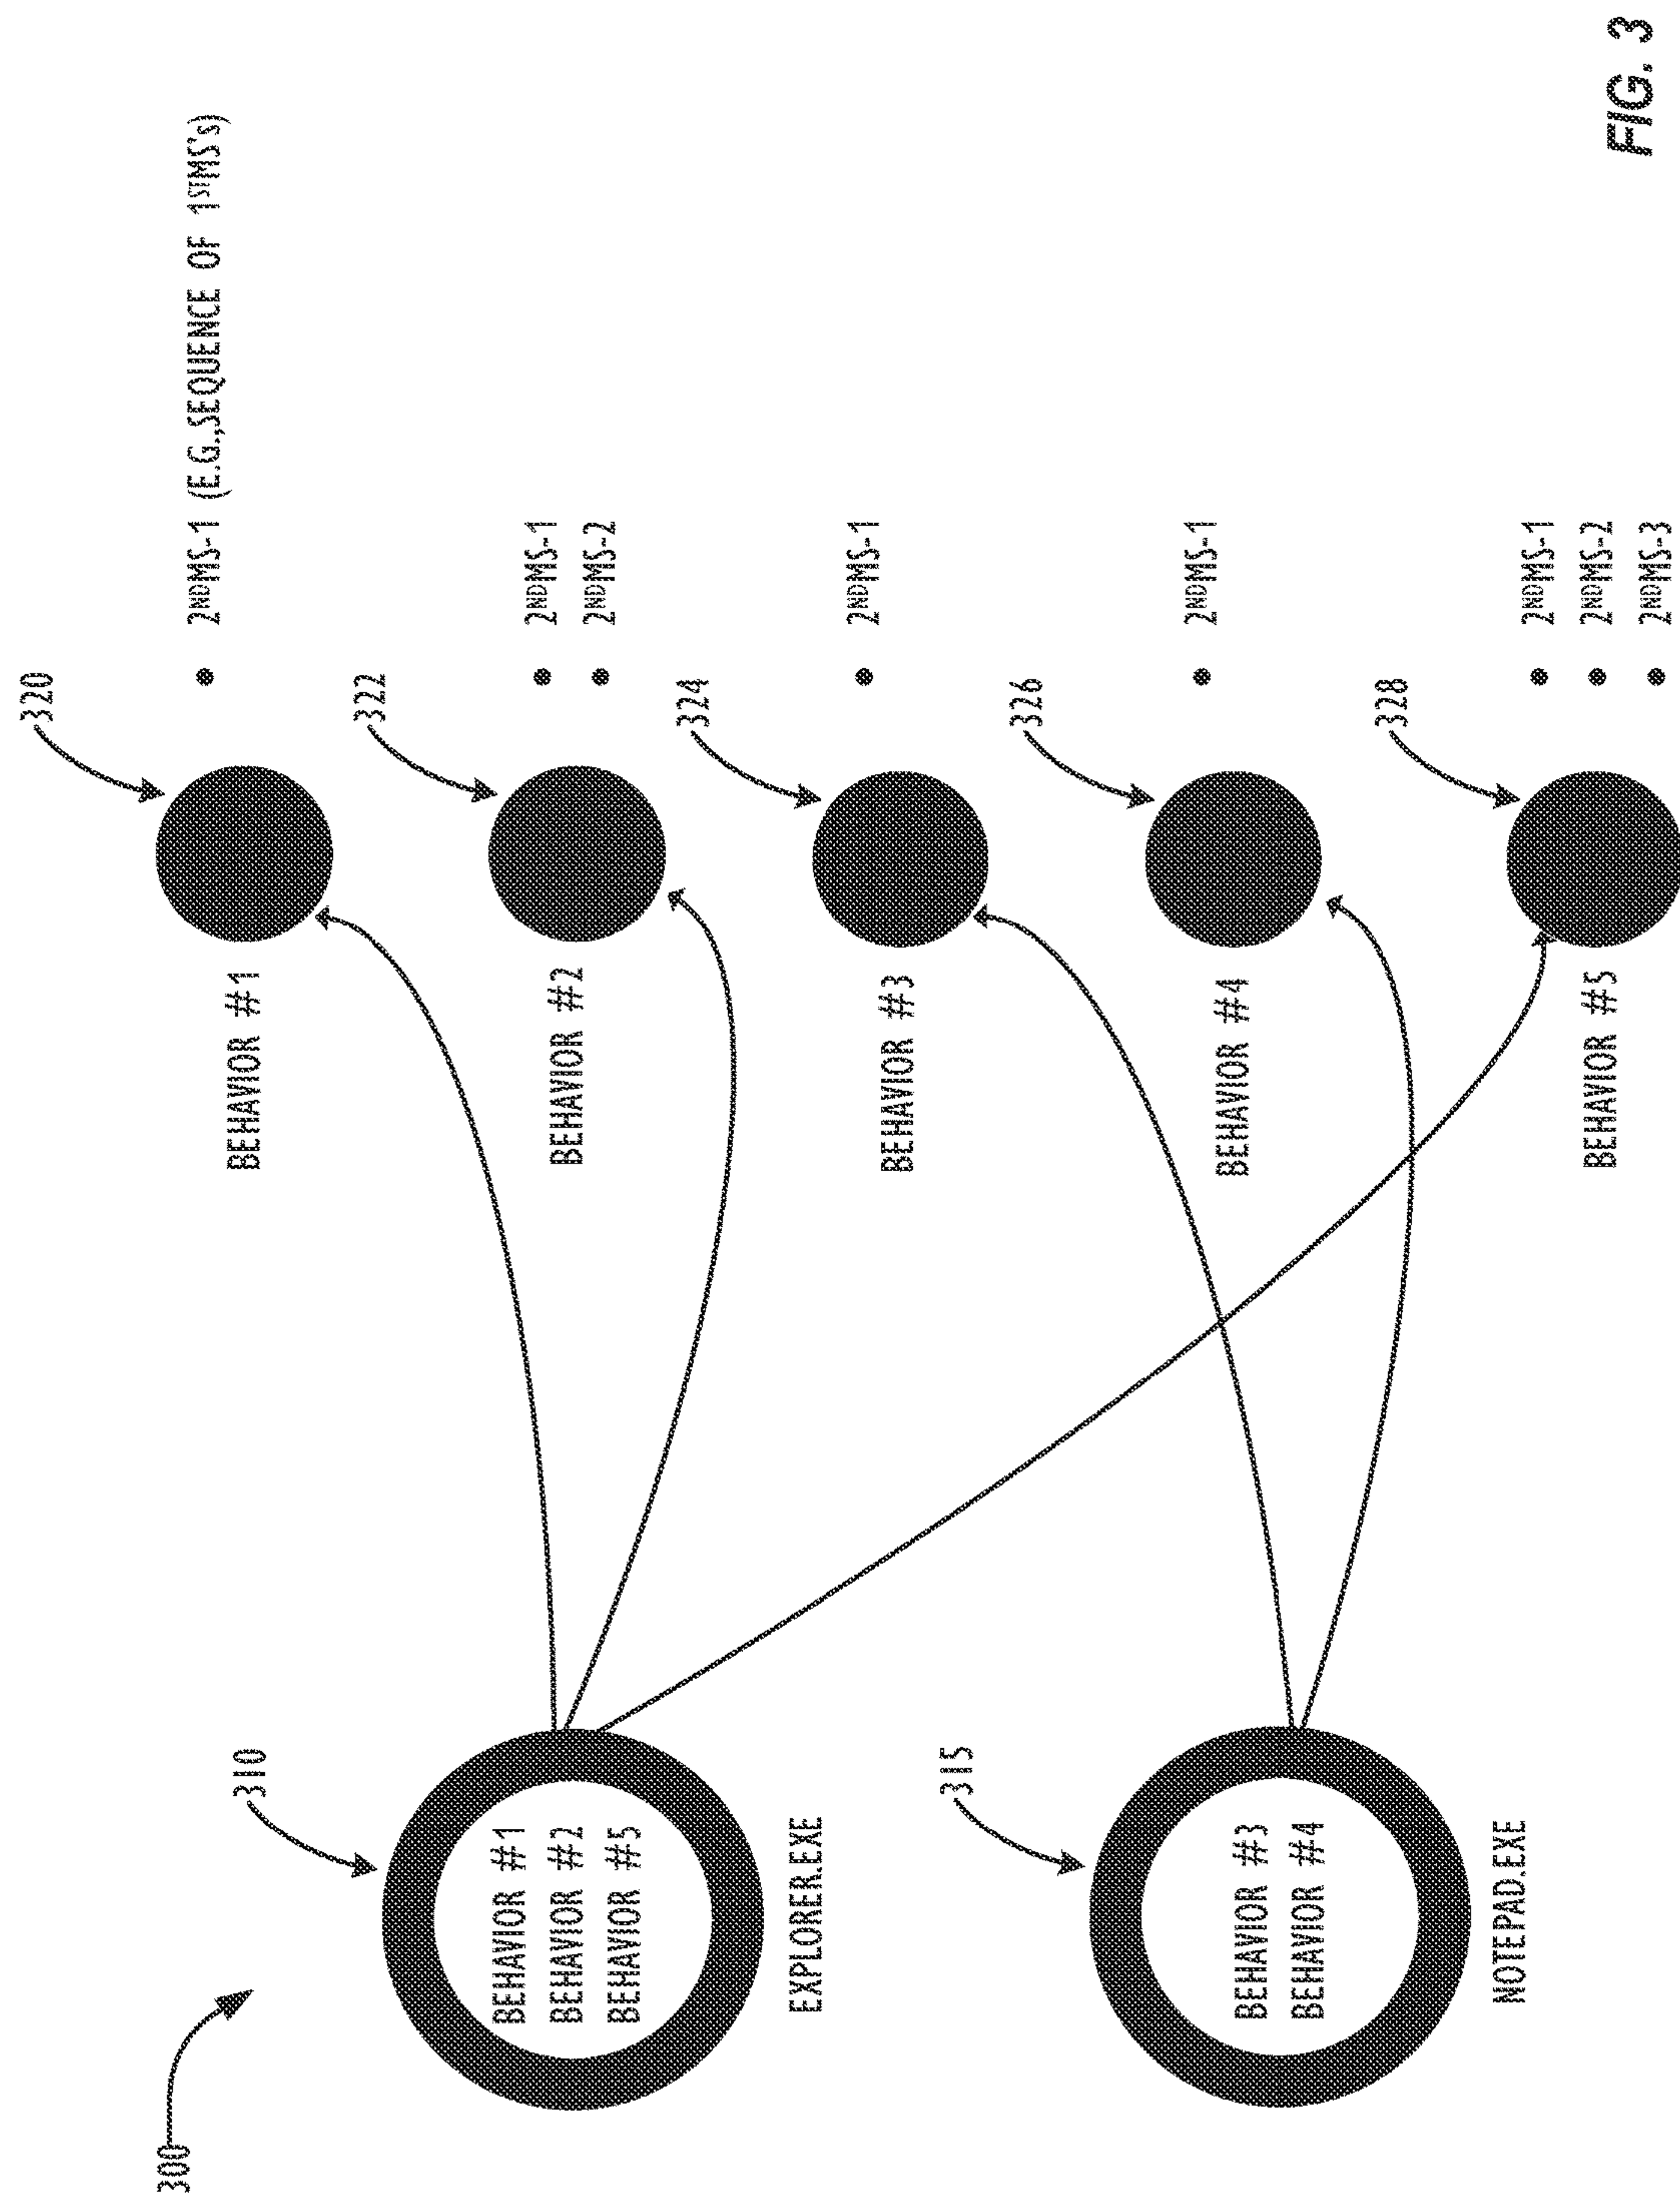 300
310
BEHAVIOR #1
BEHAVIOR #2
BEHAVIOR #5
EXPLORER.EXE
315
BEHAVIOR #3
BEHAVIOR #4
NOTEPAD.EXE
BEHAVIOR #1
320
• 2NDMS-1 (E.G.,SEQUENCE OF 1STMS's)
BEHAVIOR #2
322
• 2NDMS-1
• 2NDMS-2
BEHAVIOR #3
324
• 2NDMS-1
BEHAVIOR #4
326
• 2NDMS-1
BEHAVIOR #5
328
• 2NDMS-1
• 2NDMS-2
• 2NDMS-3
FIG. 3